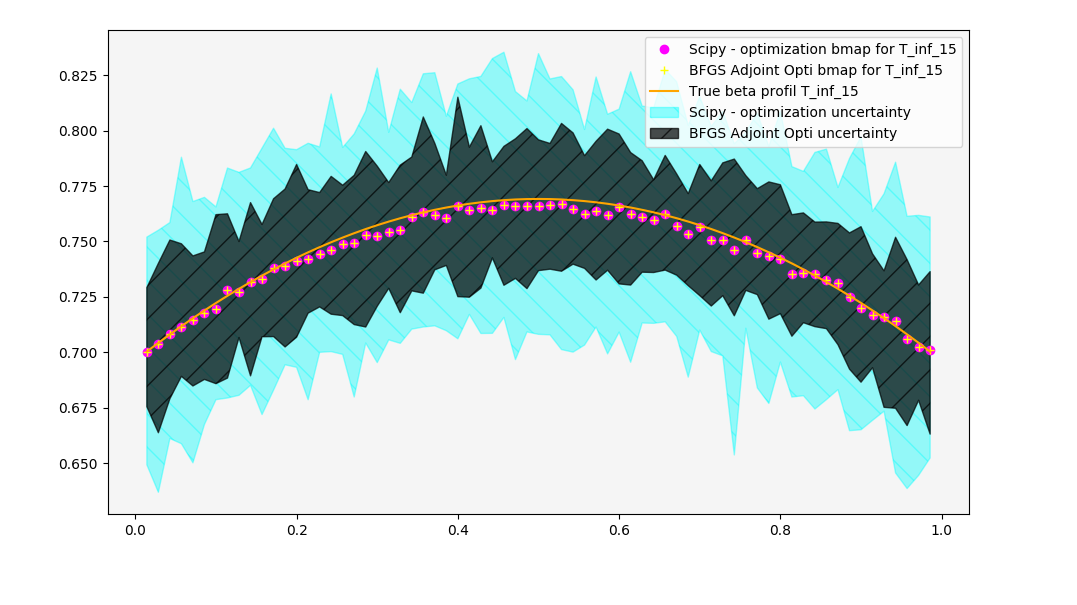 Scipy - optimization bmap for T_inf_15
BFGS Adjoint Opti bmap for T_inf_15
True beta profil T_inf_15
Scipy - optimization uncertainty
BFGS Adjoint Opti uncertainty
0.825
0.800
0.775
0.750
0.725
0.700
0.675
0.650
0.0 0.2 0.4 0.6 0.8 1.0